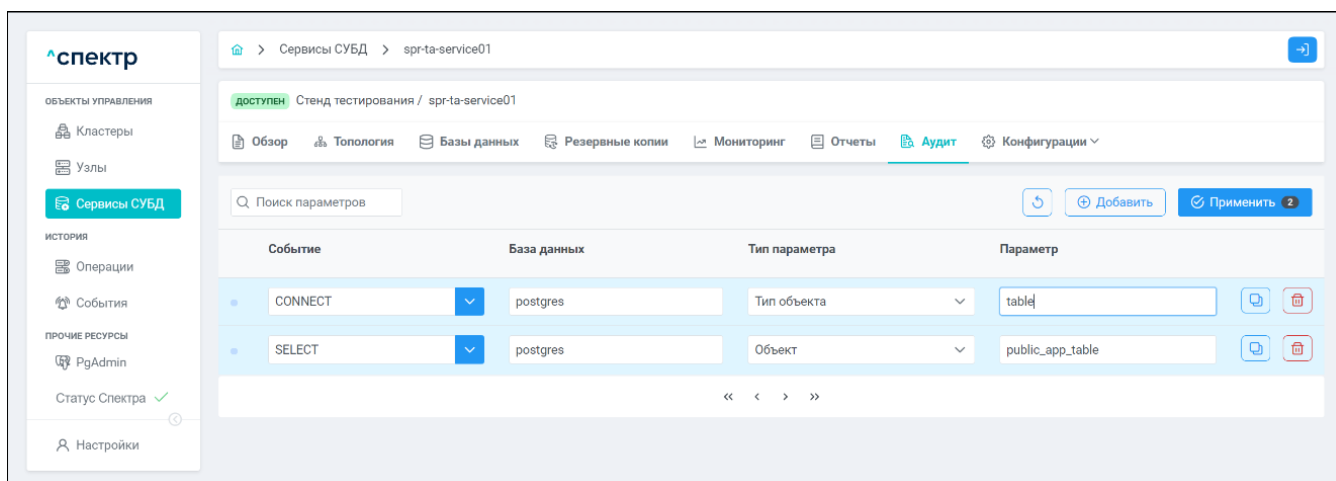 ^спектр
ОБЪЕКТЫ УПРАВЛЕНИЯ
Кластеры
Узлы
Сервисы СУБД
ИСТОРИЯ
Операции
События
ПРОЧИЕ РЕСУРСЫ
PgAdmin
Статус Спектра
Настройки
> Сервисы СУБД > spr-ta-service01
ДОСТУПЕН Стенд тестирования / spr-ta-service01
Обзор Топология Базы данных Резервные копии Мониторинг Отчеты Аудит Конфигурации
Поиск параметров Добавить Применить 2
Событие База данных Тип параметра Параметр
CONNECT postgres Тип объекта table
SELECT postgres Объект public_app_table
« < > »